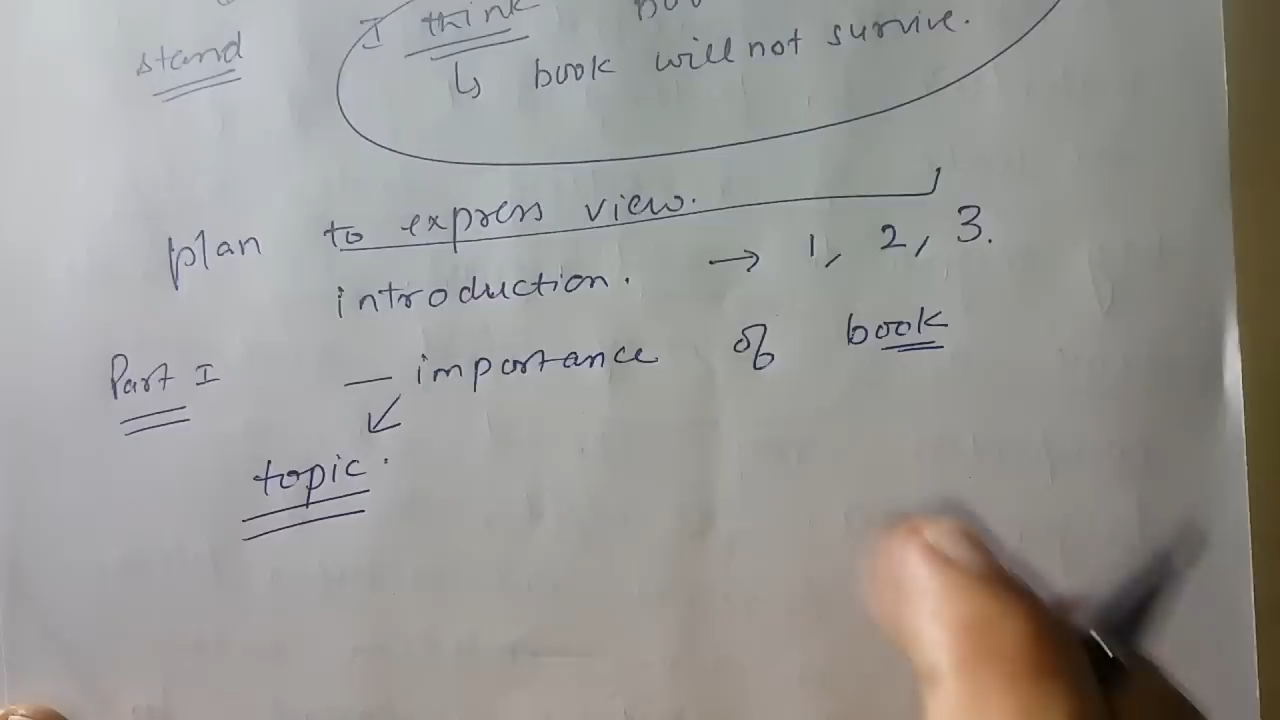 I think
stand
↳ book will not survive.
plan to express view.
introduction. → 1, 2, 3.
Part I — importance of book
↙
topic.